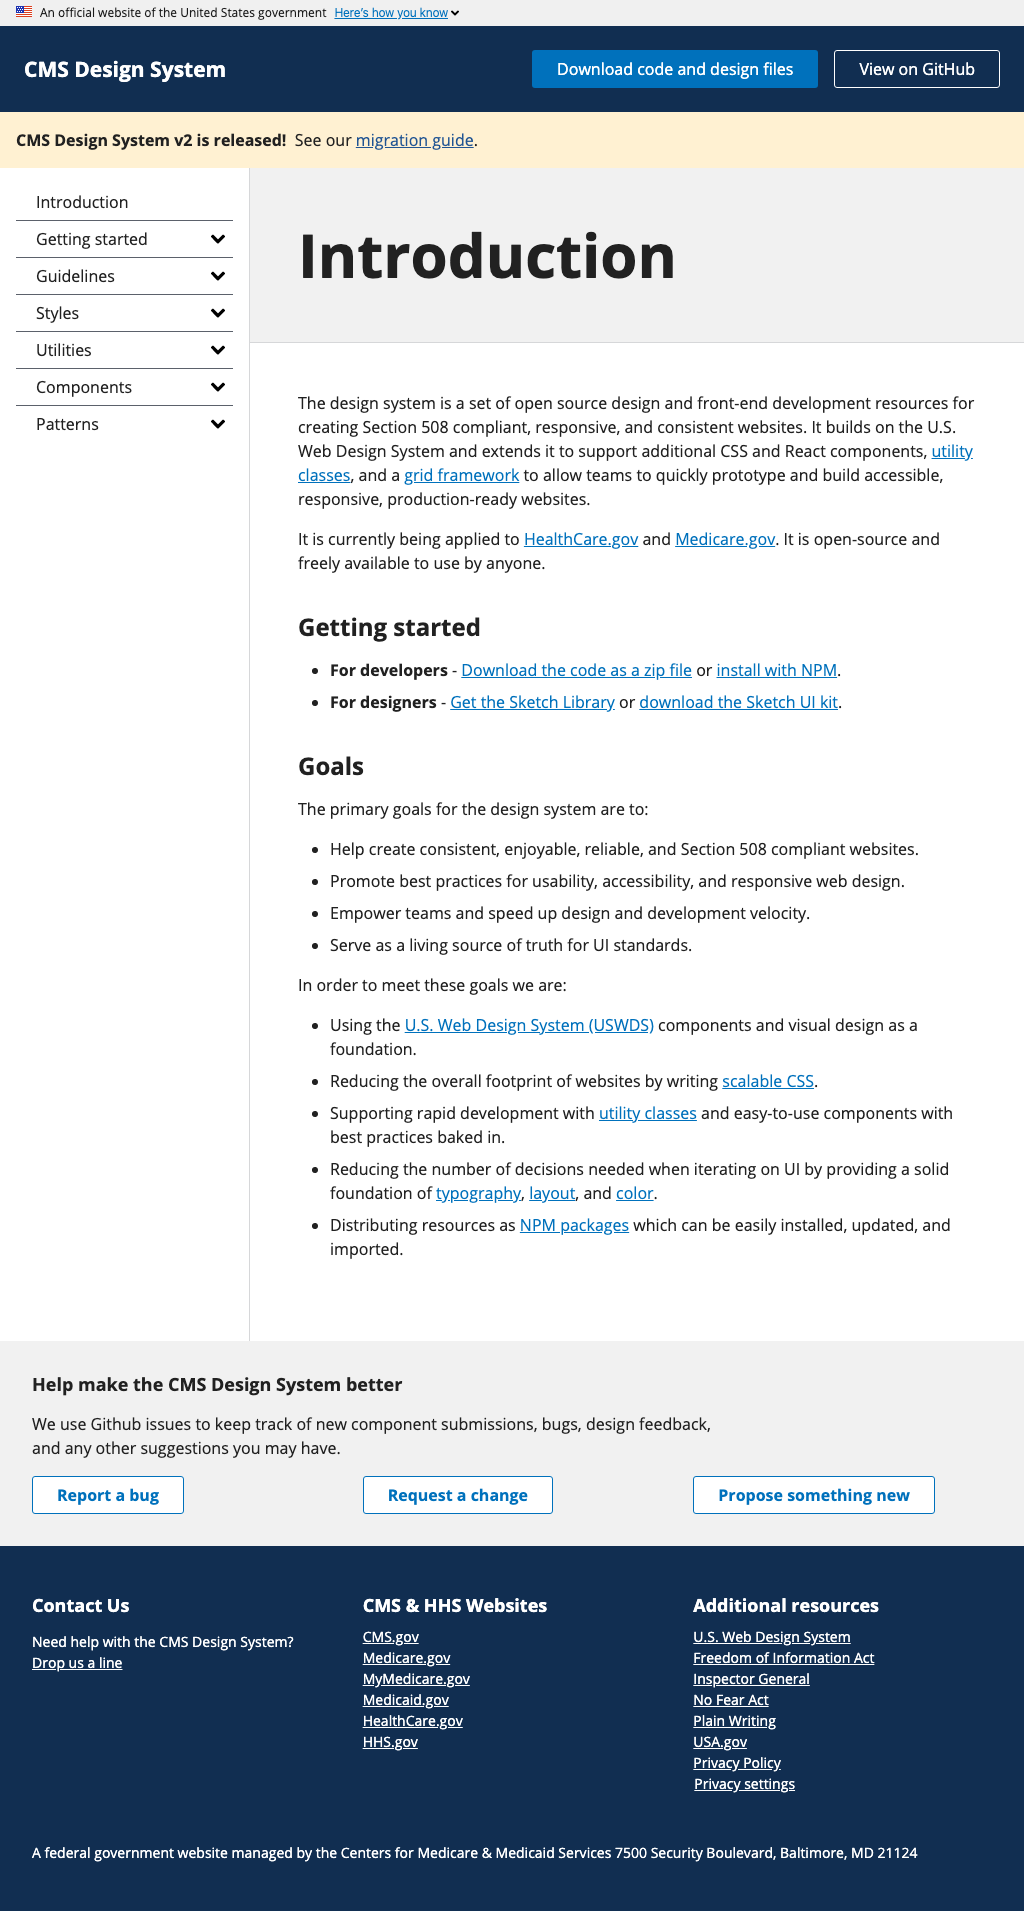 An official website of the United States government Here's how you know
CMS Design System
Download code and design files
View on GitHub
CMS Design System v2 is released! See our migration guide.
Introduction
Getting started
Guidelines
Styles
Utilities
Components
Patterns
Introduction
The design system is a set of open source design and front-end development resources for
creating Section 508 compliant, responsive, and consistent websites. It builds on the U.S.
Web Design System and extends it to support additional CSS and React components, utility
classes, and a grid framework to allow teams to quickly prototype and build accessible,
responsive, production-ready websites.
It is currently being applied to HealthCare.gov and Medicare.gov. It is open-source and
freely available to use by anyone.
Getting started
For developers - Download the code as a zip file or install with NPM.
For designers - Get the Sketch Library or download the Sketch UI kit.
Goals
The primary goals for the design system are to:
Help create consistent, enjoyable, reliable, and Section 508 compliant websites.
Promote best practices for usability, accessibility, and responsive web design.
Empower teams and speed up design and development velocity.
Serve as a living source of truth for UI standards.
In order to meet these goals we are:
Using the U.S. Web Design System (USWDS) components and visual design as a
foundation.
Reducing the overall footprint of websites by writing scalable CSS.
Supporting rapid development with utility classes and easy-to-use components with
best practices baked in.
Reducing the number of decisions needed when iterating on UI by providing a solid
foundation of typography, layout, and color.
Distributing resources as NPM packages which can be easily installed, updated, and
imported.
Help make the CMS Design System better
We use Github issues to keep track of new component submissions, bugs, design feedback,
and any other suggestions you may have.
Report a bug
Request a change
Propose something new
Contact Us
Need help with the CMS Design System?
Drop us a line
CMS & HHS Websites
CMS.gov
Medicare.gov
MyMedicare.gov
Medicaid.gov
HealthCare.gov
HHS.gov
Additional resources
U.S. Web Design System
Freedom of Information Act
Inspector General
No Fear Act
Plain Writing
USA.gov
Privacy Policy
Privacy settings
A federal government website managed by the Centers for Medicare & Medicaid Services 7500 Security Boulevard, Baltimore, MD 21124